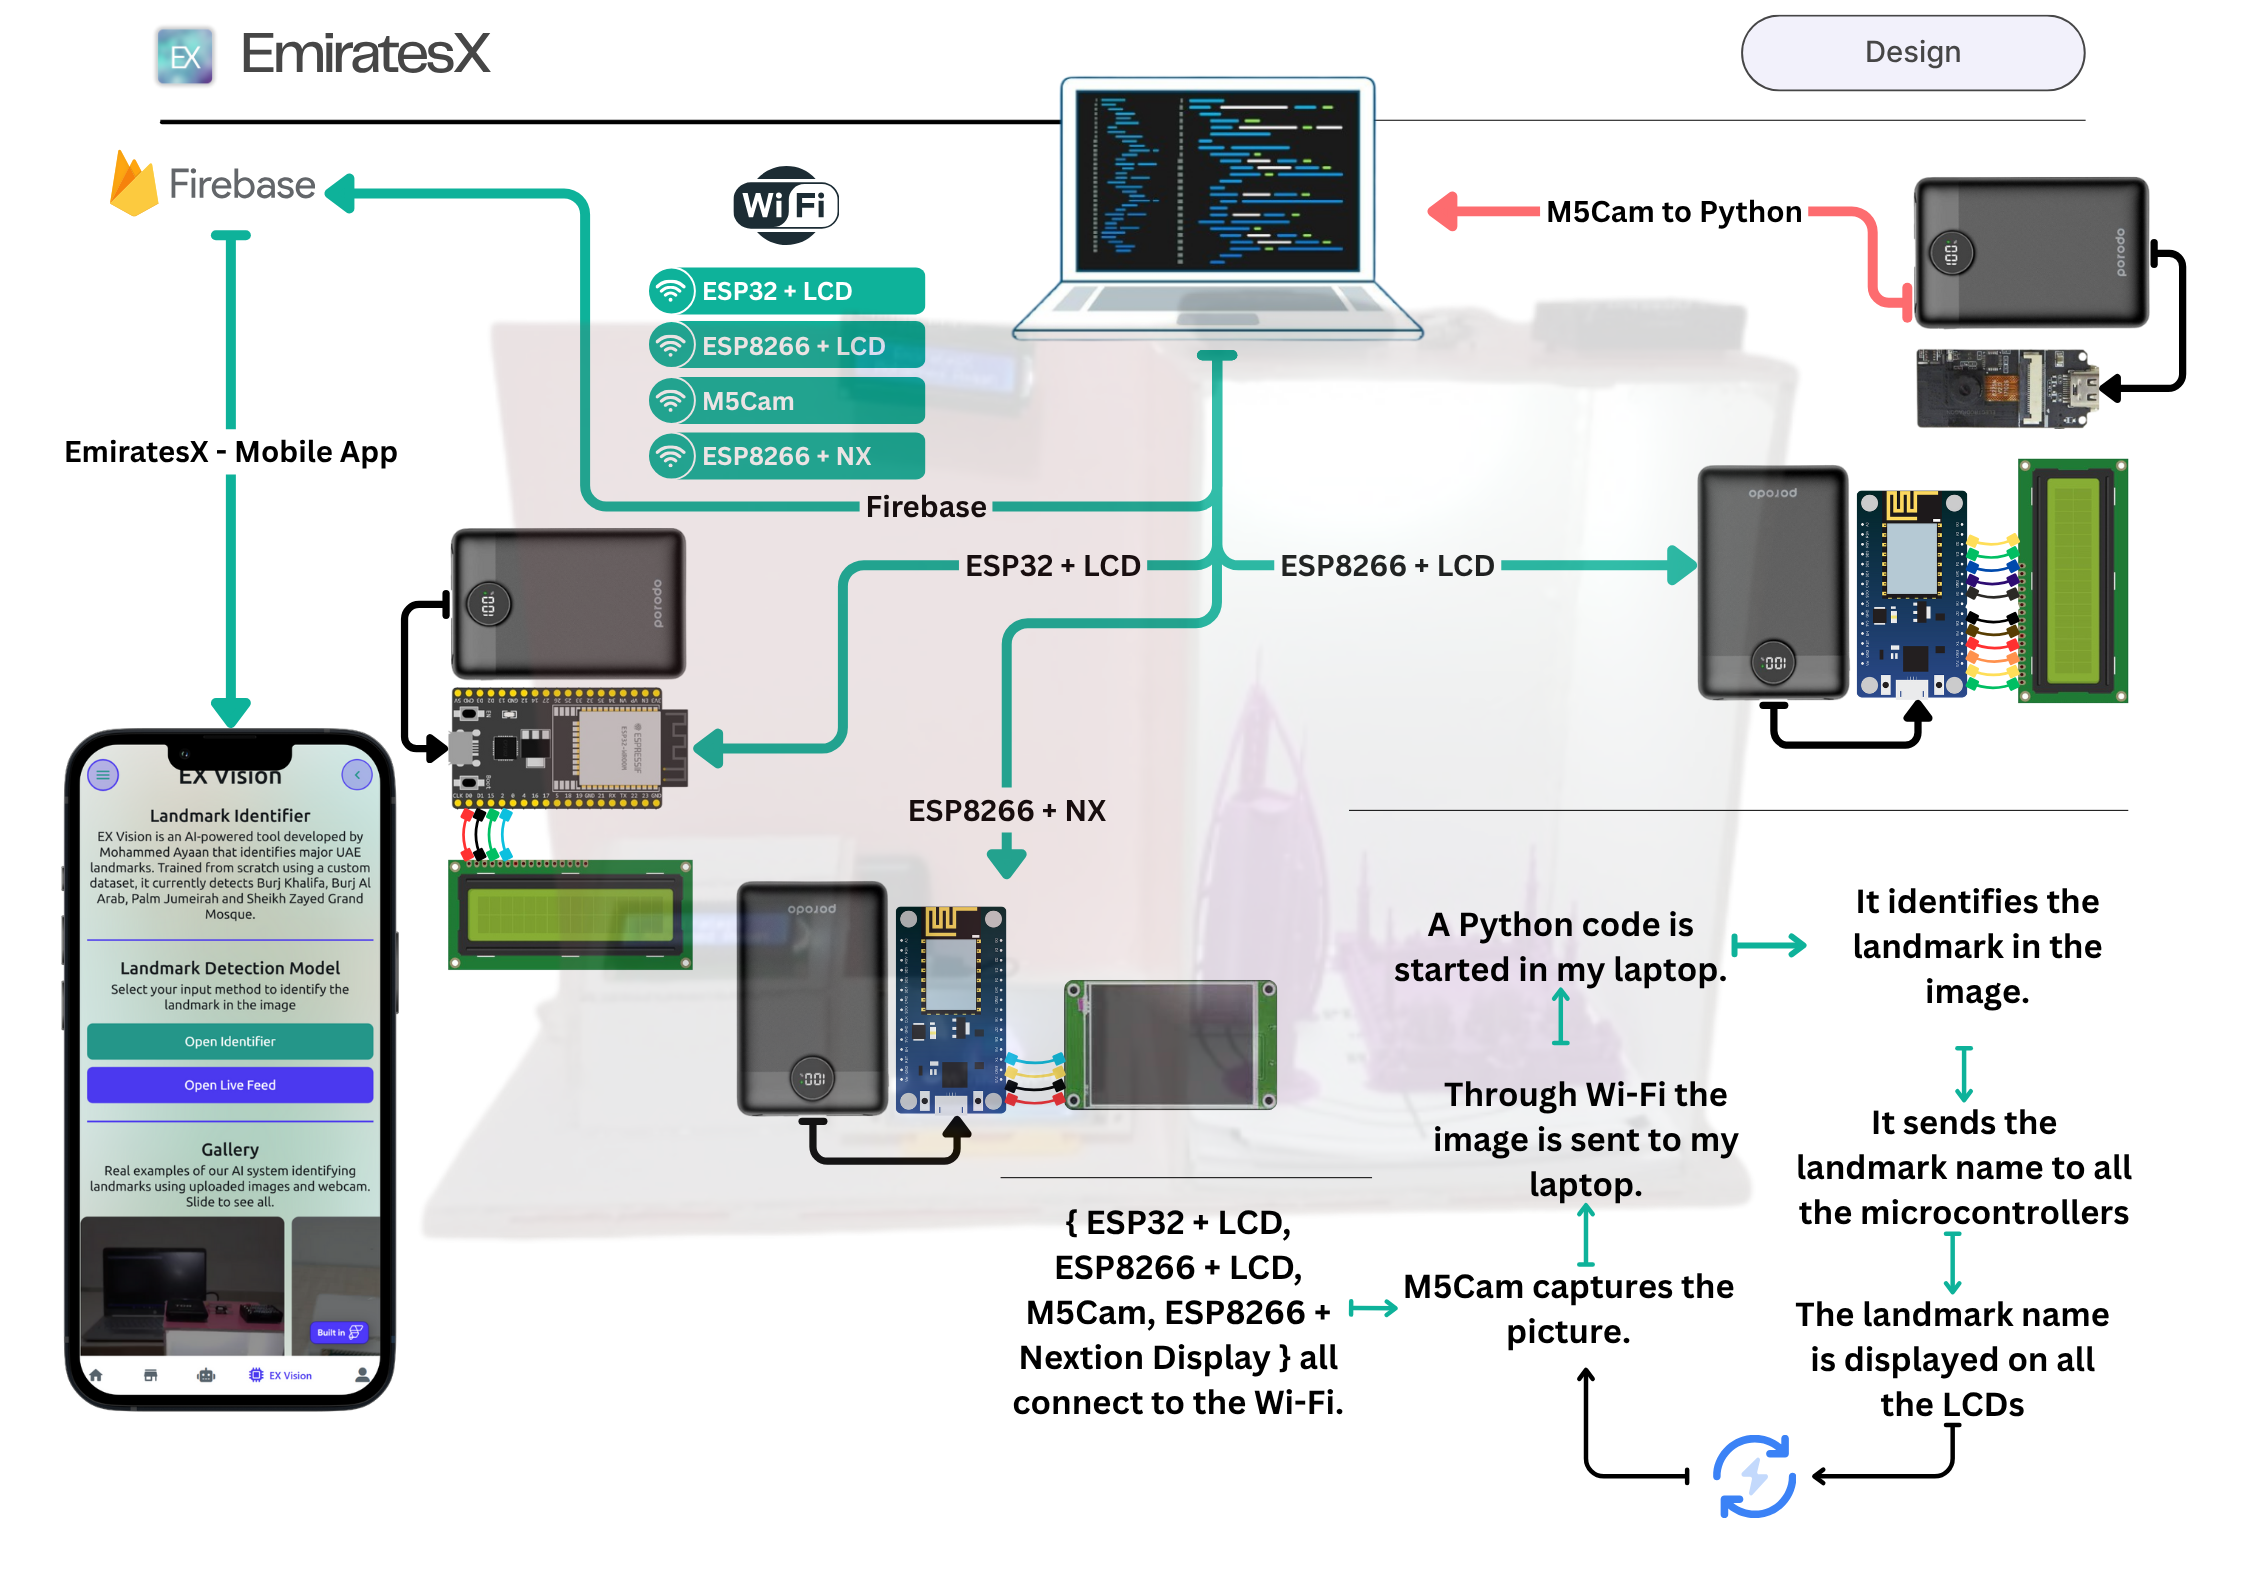 EX
EmiratesX
Design
Firebase
WiFi
M5Cam to Python
porodo
ESP32 + LCD
ESP8266 + LCD
M5Cam
ESP8266 + NX
EmiratesX - Mobile App
Firebase
ESP32 + LCD
ESP8266 + LCD
porodo
porodo
ESPRESSIF
ESP8266 + NX
porodo
EX Vision
Landmark Identifier
EX Vision is an AI-powered tool developed by
Mohammed Ayaan that identifies major UAE
landmarks. Trained from scratch using a custom
dataset, it currently detects Burj Khalifa, Burj Al
Arab, Palm Jumeirah and Sheikh Zayed Grand
Mosque.
Landmark Detection Model
Select your input method to identify the
landmark in the image
Open Identifier
Open Live Feed
Gallery
Real examples of our AI system identifying
landmarks using uploaded images and webcam.
Slide to see all.
Built in
EX Vision
{ ESP32 + LCD,
ESP8266 + LCD,
M5Cam, ESP8266 +
Nextion Display } all
connect to the Wi-Fi.
M5Cam captures the
picture.
Through Wi-Fi the
image is sent to my
laptop.
A Python code is
started in my laptop.
It identifies the
landmark in the
image.
It sends the
landmark name to all
the microcontrollers
The landmark name
is displayed on all
the LCDs